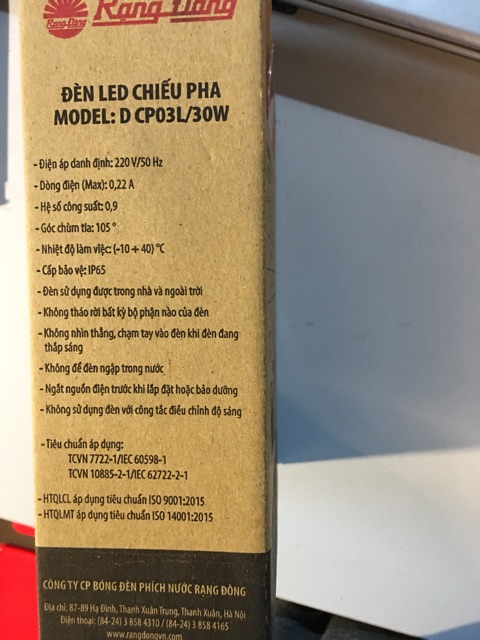 Rạng Đông
Rạng Đông
ĐÈN LED CHIẾU PHA
MODEL: D CP03L/30W
- Điện áp danh định: 220 V/50 Hz
- Dòng điện (Max): 0,22 A
- Hệ số công suất: 0,9
- Góc chùm tia: 105 °
- Nhiệt độ làm việc: (-10 ÷ 40) °C
- Cấp bảo vệ: IP65
- Đèn sử dụng được trong nhà và ngoài trời
- Không tháo rời bất kỳ bộ phận nào của đèn
- Không nhìn thẳng, chạm tay vào đèn khi đèn đang
thắp sáng
- Không để đèn ngập trong nước
- Ngắt nguồn điện trước khi lắp đặt hoặc bảo dưỡng
- Không sử dụng đèn với công tắc điều chỉnh độ sáng
- Tiêu chuẩn áp dụng:
TCVN 7722-1/IEC 60598-1
TCVN 10885-2-1/IEC 62722-2-1
- HTQLCL áp dụng tiêu chuẩn ISO 9001:2015
- HTQLMT áp dụng tiêu chuẩn ISO 14001:2015
CÔNG TY CP BÓNG ĐÈN PHÍCH NƯỚC RẠNG ĐÔNG
Địa chỉ: 87-89 Hạ Đình, Thanh Xuân Trung, Thanh Xuân, Hà Nội
Điện thoại: (84-24) 3 858 4310 / (84-24) 3 858 4165
www.rangdongvn.com